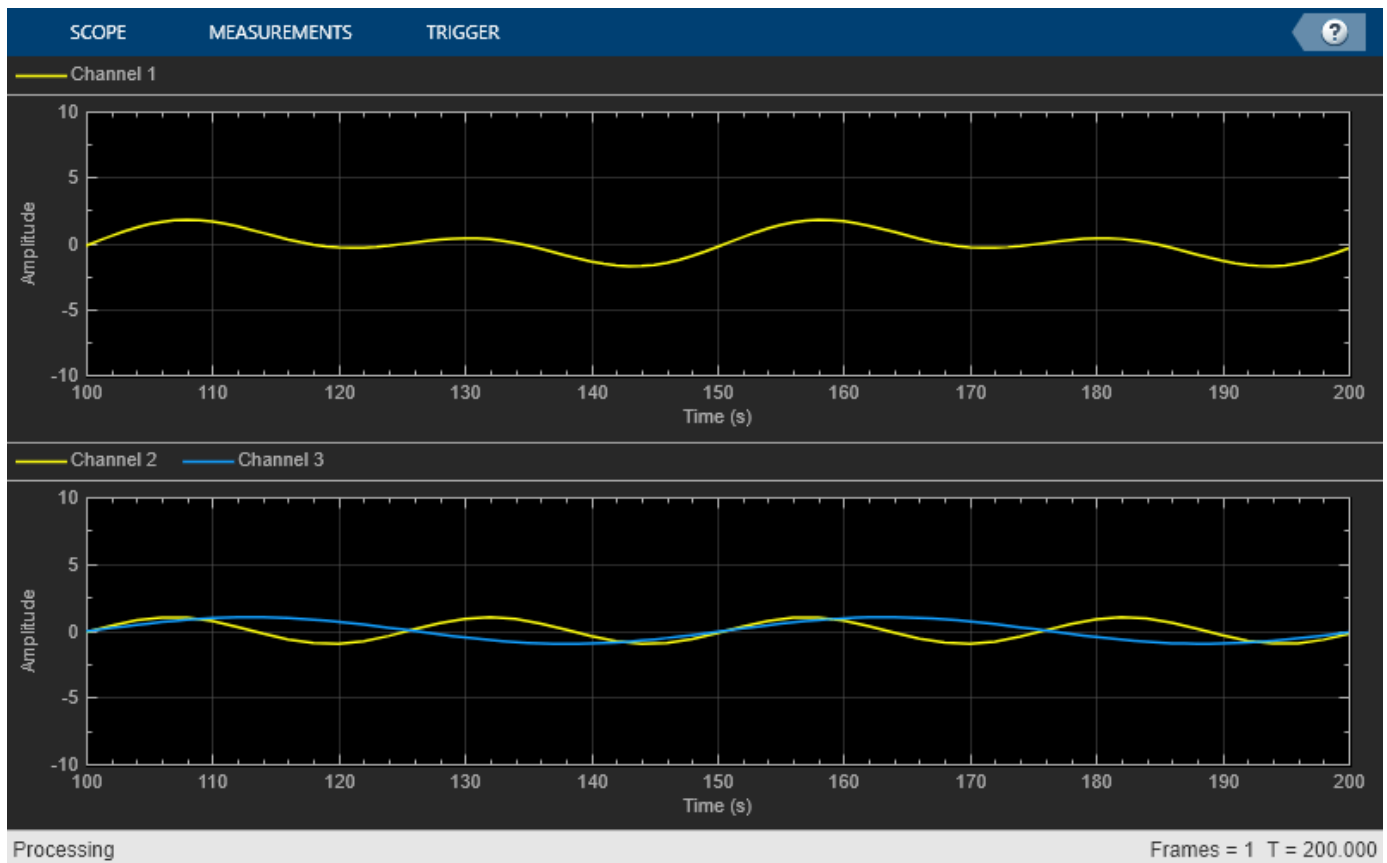 SCOPE MEASUREMENTS TRIGGER ?
Channel 1
10
5
0
-5
-10
Amplitude
100 110 120 130 140 150 160 170 180 190 200
Time (s)
Channel 2 Channel 3
10
5
0
-5
-10
Amplitude
100 110 120 130 140 150 160 170 180 190 200
Time (s)
Processing Frames = 1 T = 200.000